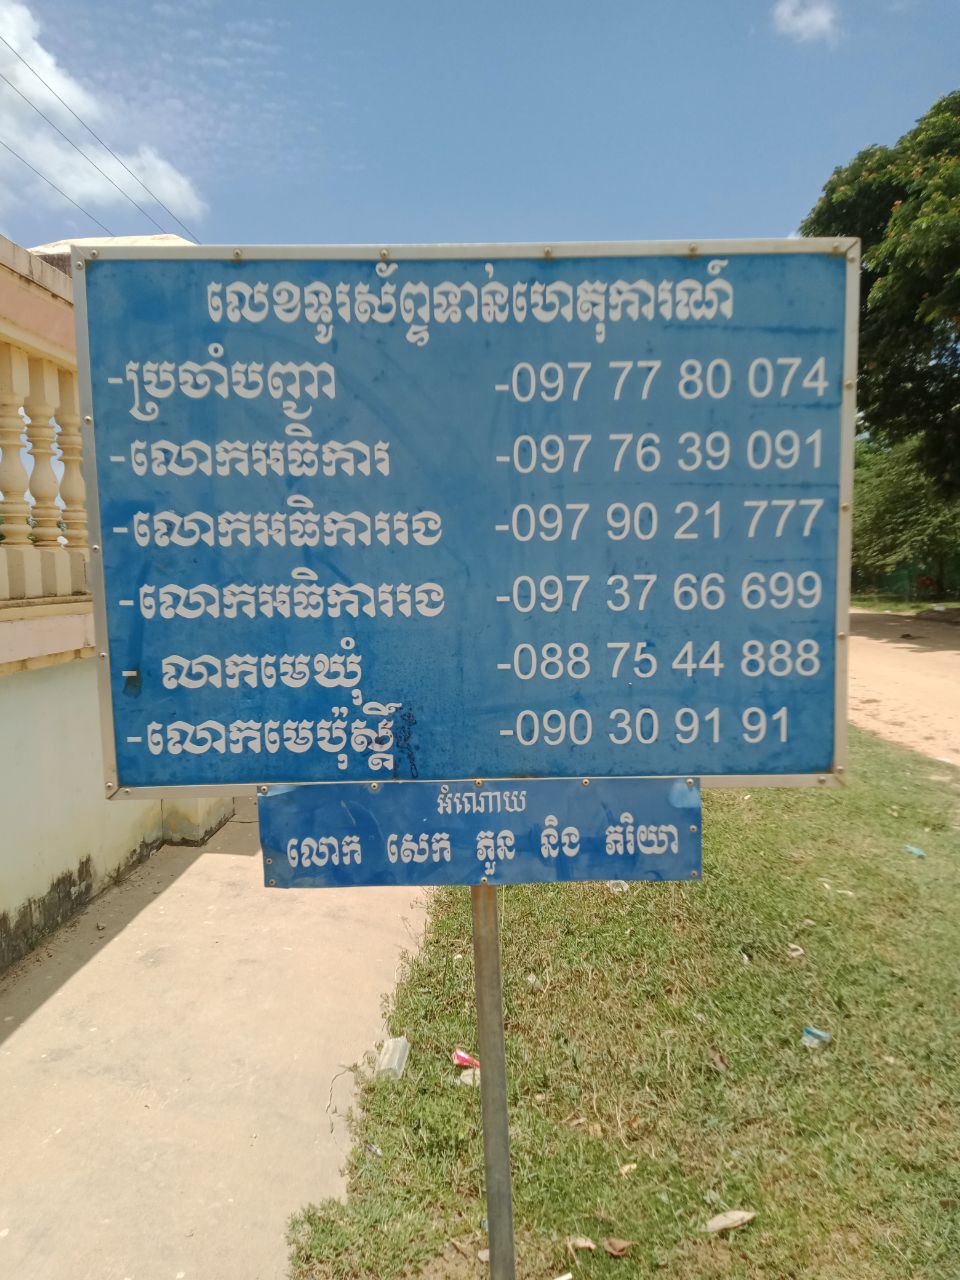 លេខទូរស័ព្ទទាន់ហេតុការណ៍
-ប្រចាំបញ្ជា -097 77 80 074
-លោកអធិការ -097 76 39 091
-លោកអធិការរង -097 90 21 777
-លោកអធិការរង -097 37 66 699
- លាកមេឃុំ -088 75 44 888
-លោកមេប៉ុស្តិ៍ -090 30 91 91
អំណោយ
លោក សេក ភួន និង ភរិយា